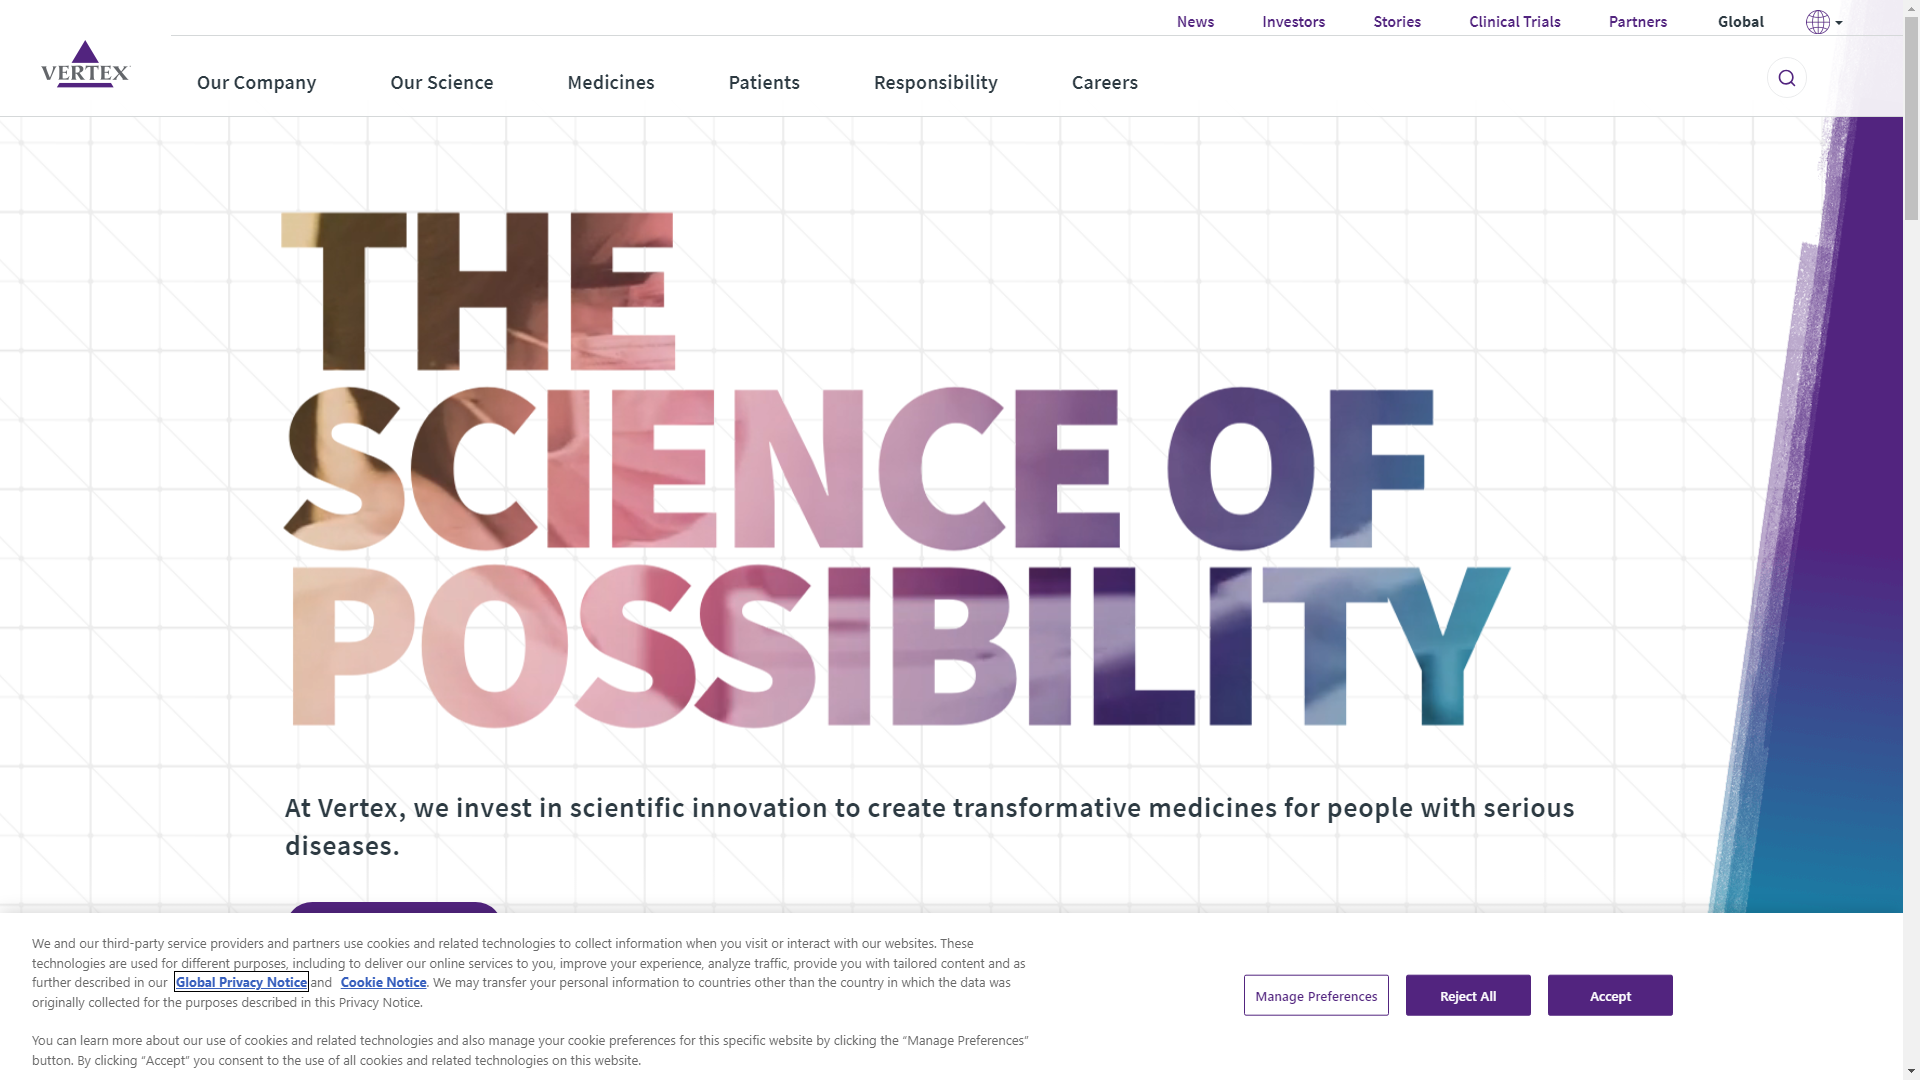 News Investors Stories Clinical Trials Partners Global
VERTEX
Our Company Our Science Medicines Patients Responsibility Careers
THE
SCIENCE OF
POSSIBILITY
At Vertex, we invest in scientific innovation to create transformative medicines for people with serious
diseases.
We and our third-party service providers and partners use cookies and related technologies to collect information when you visit or interact with our websites. These
technologies are used for different purposes, including to deliver our online services to you, improve your experience, analyze traffic, provide you with tailored content and as
further described in our Global Privacy Notice and Cookie Notice. We may transfer your personal information to countries other than the country in which the data was
originally collected for the purposes described in this Privacy Notice.
You can learn more about our use of cookies and related technologies and also manage your cookie preferences for this specific website by clicking the “Manage Preferences”
button. By clicking “Accept” you consent to the use of all cookies and related technologies on this website.
Manage Preferences Reject All Accept